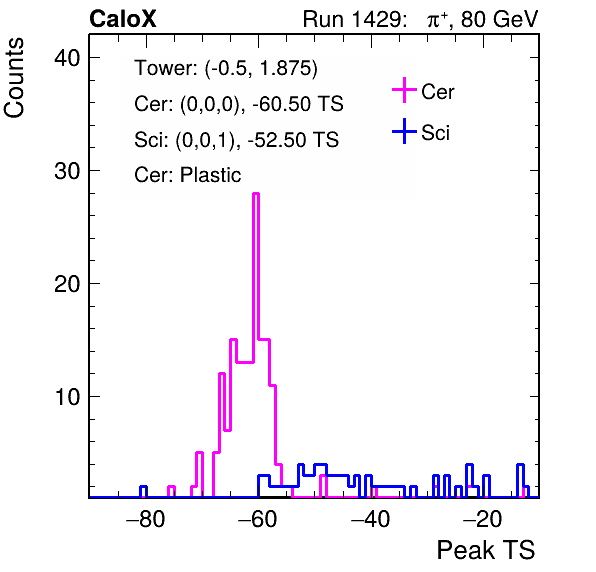 CaloX Run 1429: π⁺, 80 GeV
Counts
40
30
20
10
Tower: (-0.5, 1.875)
Cer: (0,0,0), -60.50 TS
Sci: (0,0,1), -52.50 TS
Cer: Plastic
Cer
Sci
−80 −60 −40 −20
Peak TS